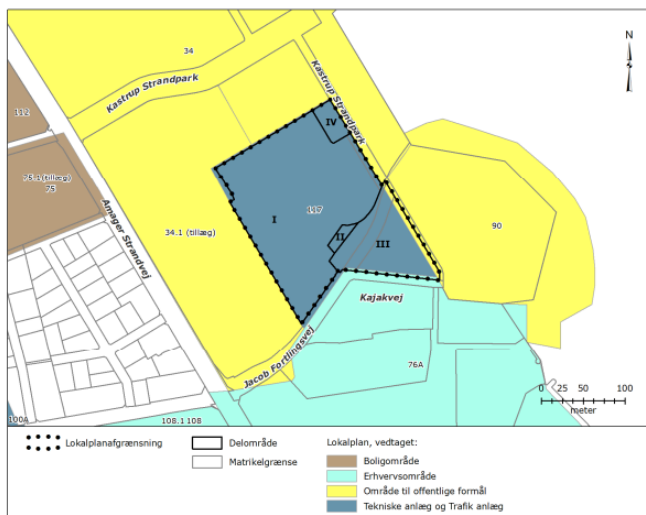 34
N
Kastrup Strandpark
Kastrup Strandpark
112
IV
75.1(tillæg)
75
117
I
90
34.1 (tillæg)
II
III
Amager Strandvej
Kajakvej
Jacob Fortlingsvej
76A
0 25 50 100
meter
100A
108.1 108
Lokalplanafgrænsning
Delområde
Matrikelgrænse
Lokalplan, vedtaget:
Boligområde
Erhvervsområde
Område til offentlige formål
Tekniske anlæg og Trafik anlæg